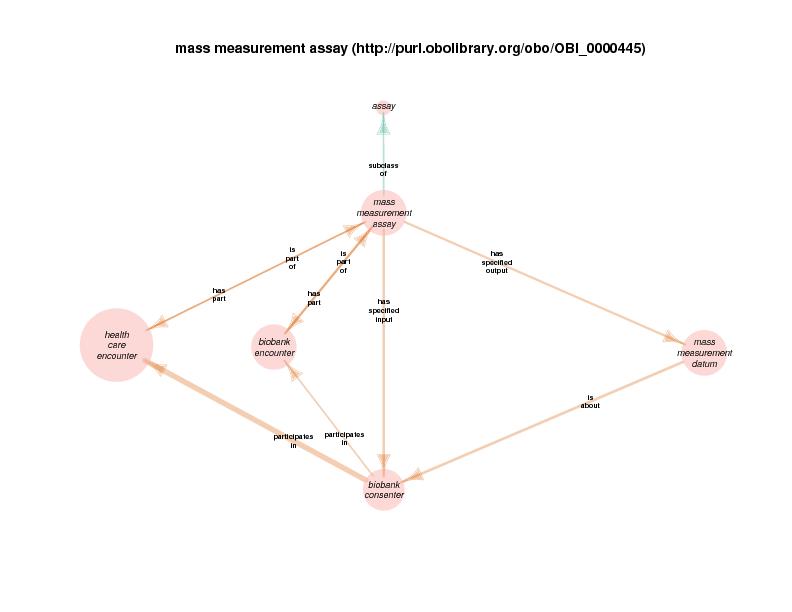 mass measurement assay (http://purl.obolibrary.org/obo/OBI_0000445)
assay
subclass
of
mass
measurement
assay
is
part
of
is
part
of
has
specified
output
has
part
has
part
has
specified
input
health
care
encounter
biobank
encounter
mass
measurement
datum
is
about
participates
in
participates
in
biobank
consenter